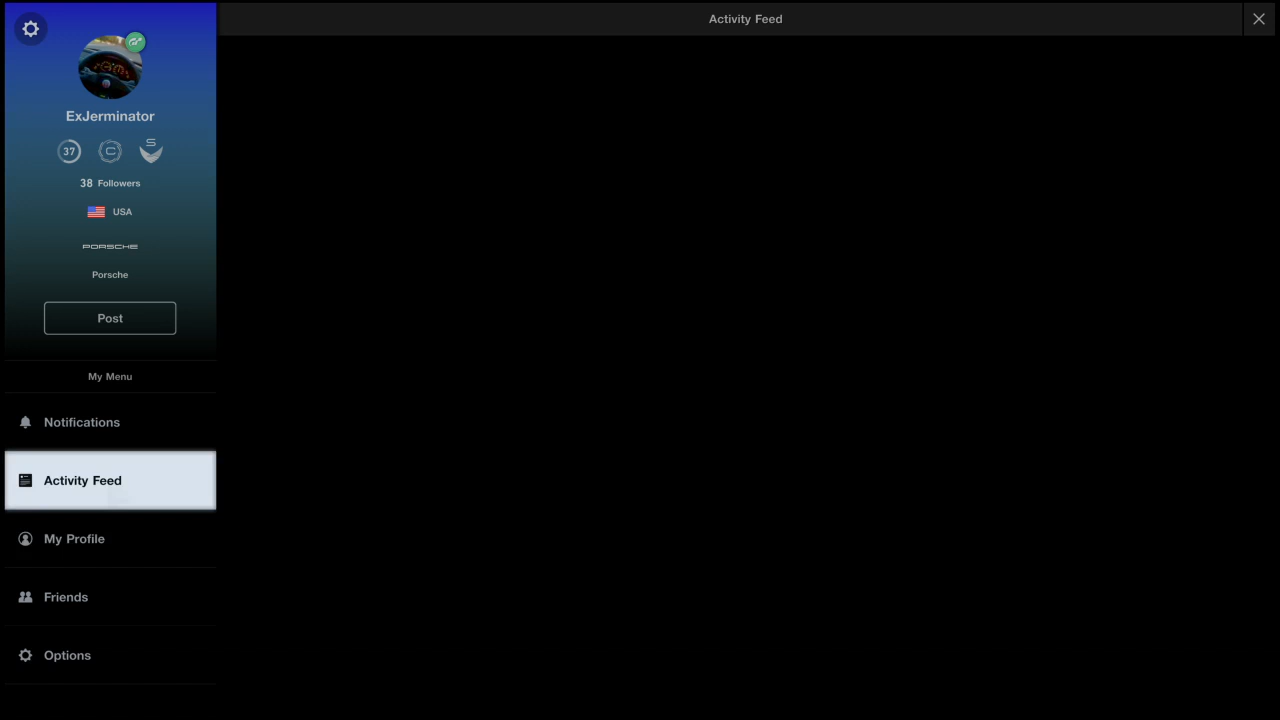 Activity Feed
ExJerminator
37
C
S
38 Followers
USA
PORSCHE
Porsche
Post
My Menu
Notifications
Activity Feed
My Profile
Friends
Options